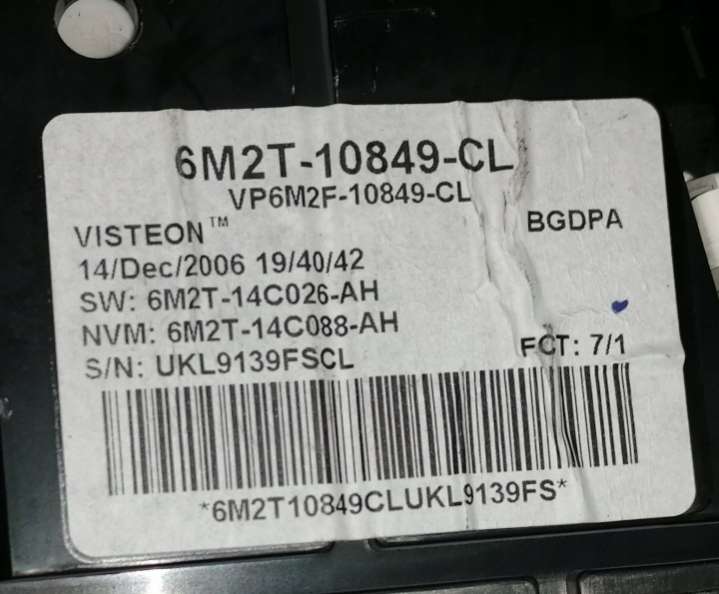 6M2T-10849-CL
VP6M2F-10849-CL
VISTEON™ BGDPA
14/Dec/2006 19/40/42
SW: 6M2T-14C026-AH
NVM: 6M2T-14C088-AH
S/N: UKL9139FSCL FCT: 7/1
*6M2T10849CLUKL9139FS*